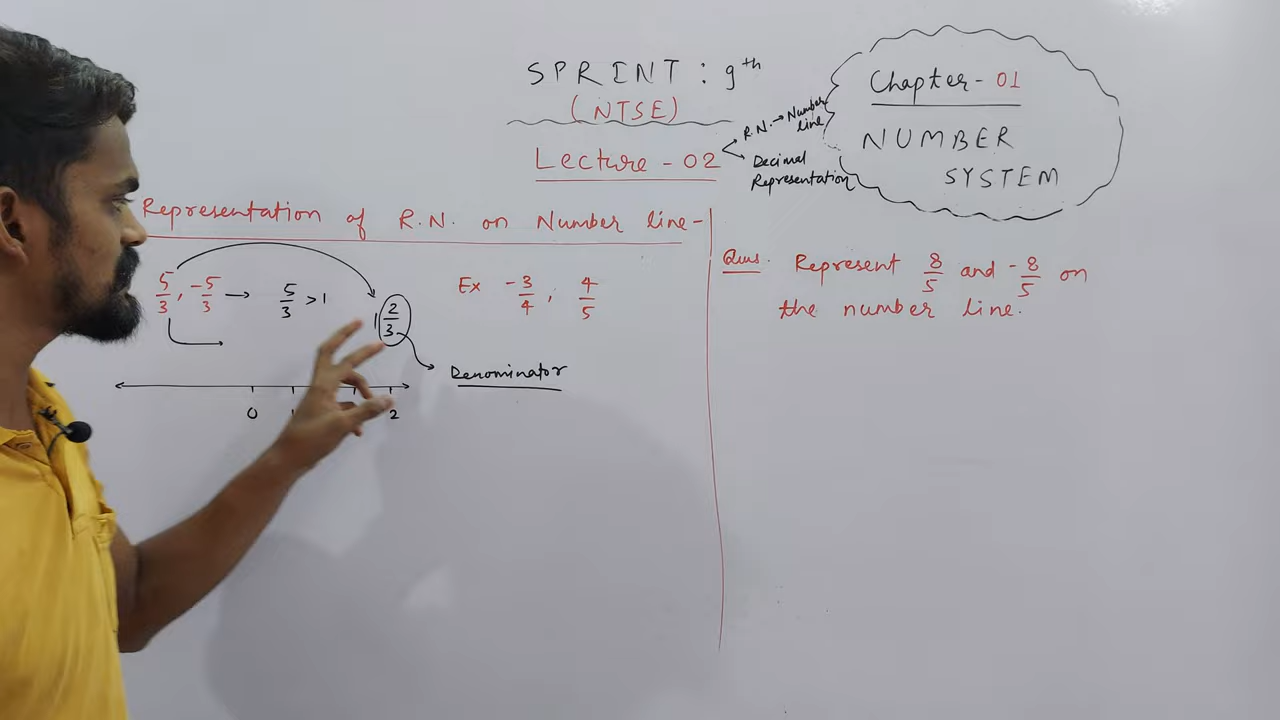 SPRINT : 9th
(NTSE)
Lecture - 02
R.N. → Number line
Decimal Representation
Chapter - 01
NUMBER
SYSTEM
Representation of R.N. on Number line -
5/3, -5/3 → 5/3 > 1
1 2/3
Denominator
0 1 2
Ex -3/4, 4/5
Ques. Represent 8/5 and -8/5 on
the number line.